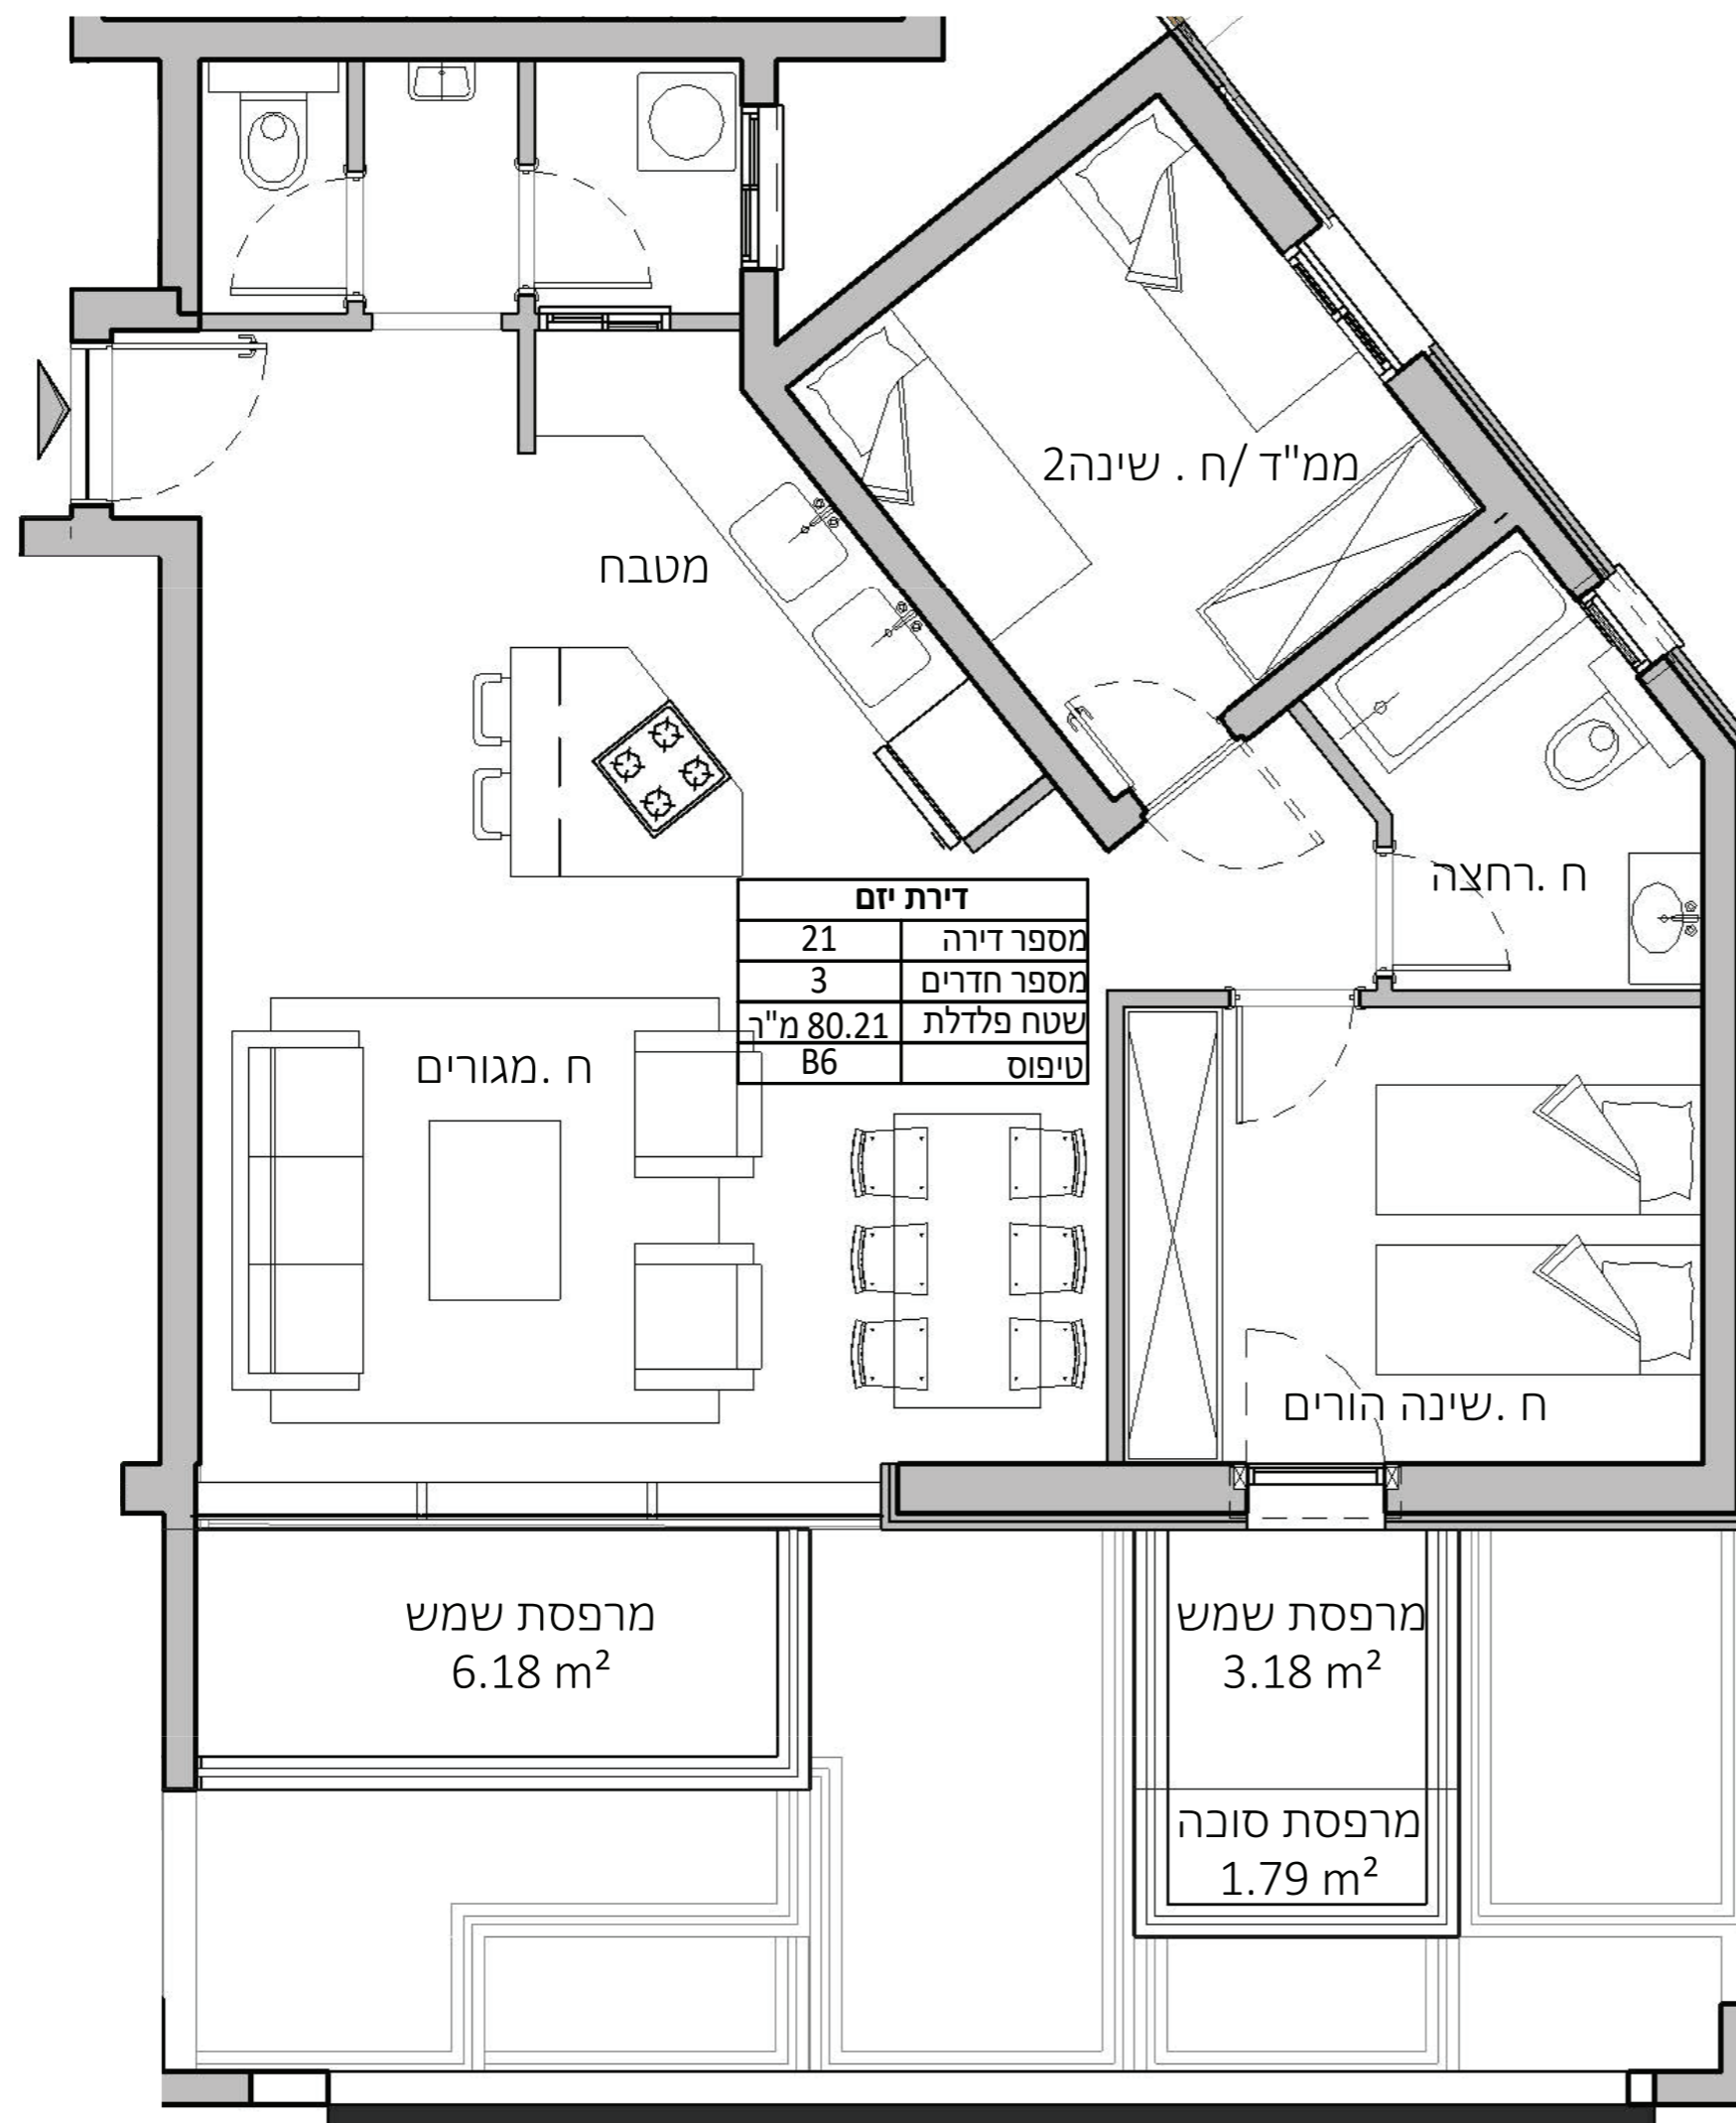 ממ"ד /ח . שינה2
מטבח
ח .רחצה
דירת יזם
מספר דירה 21
מספר חדרים 3
שטח פלדלת 80.21 מ"ר
טיפוס B6
ח .מגורים
ח .שינה הורים
מרפסת שמש
6.18 m²
מרפסת שמש
3.18 m²
מרפסת סוכה
1.79 m²